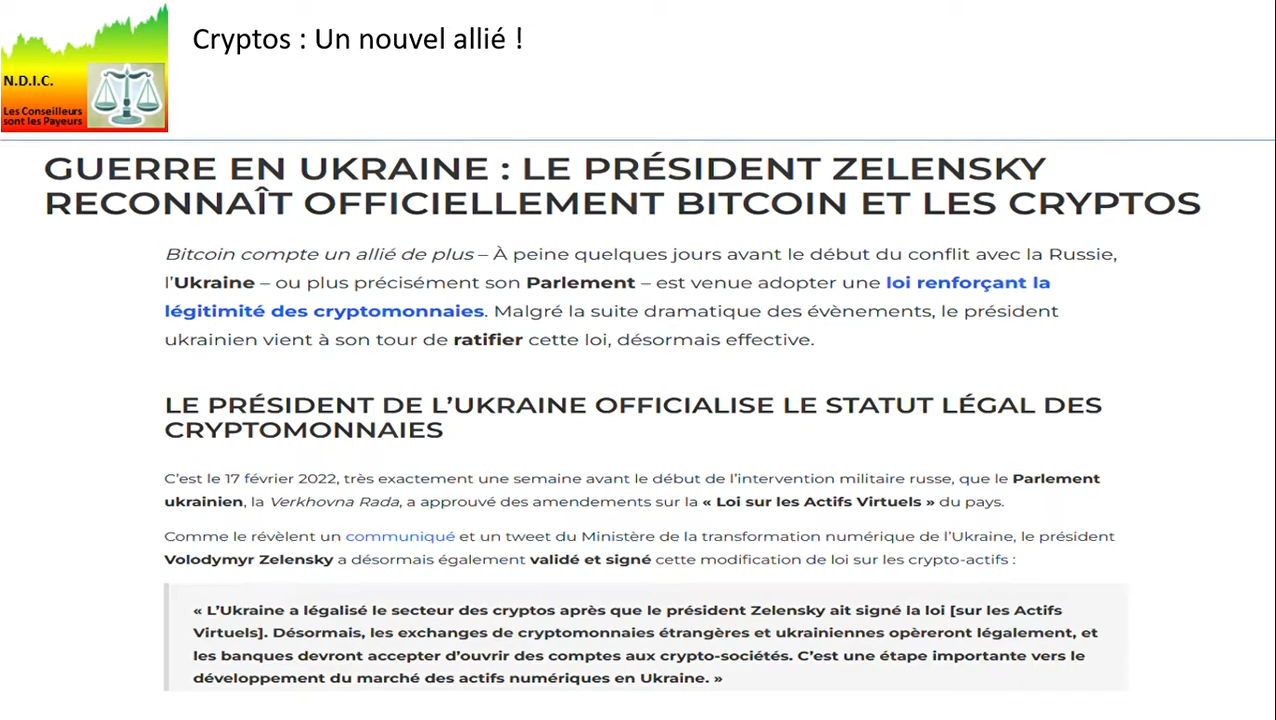 Cryptos : Un nouvel allié !
N.D.I.C.
Les Conseilleurs
sont les Payeurs
GUERRE EN UKRAINE : LE PRÉSIDENT ZELENSKY
RECONNAÎT OFFICIELLEMENT BITCOIN ET LES CRYPTOS
Bitcoin compte un allié de plus – À peine quelques jours avant le début du conflit avec la Russie,
l’Ukraine – ou plus précisément son Parlement – est venue adopter une loi renforçant la
légitimité des cryptomonnaies. Malgré la suite dramatique des évènements, le président
ukrainien vient à son tour de ratifier cette loi, désormais effective.
LE PRÉSIDENT DE L’UKRAINE OFFICIALISE LE STATUT LÉGAL DES
CRYPTOMONNAIES
C’est le 17 février 2022, très exactement une semaine avant le début de l’intervention militaire russe, que le Parlement
ukrainien, la Verkhovna Rada, a approuvé des amendements sur la « Loi sur les Actifs Virtuels » du pays.
Comme le révèlent un communiqué et un tweet du Ministère de la transformation numérique de l’Ukraine, le président
Volodymyr Zelensky a désormais également validé et signé cette modification de loi sur les crypto-actifs :
« L’Ukraine a légalisé le secteur des cryptos après que le président Zelensky ait signé la loi [sur les Actifs
Virtuels]. Désormais, les exchanges de cryptomonnaies étrangères et ukrainiennes opèreront légalement, et
les banques devront accepter d’ouvrir des comptes aux crypto-sociétés. C’est une étape importante vers le
développement du marché des actifs numériques en Ukraine. »